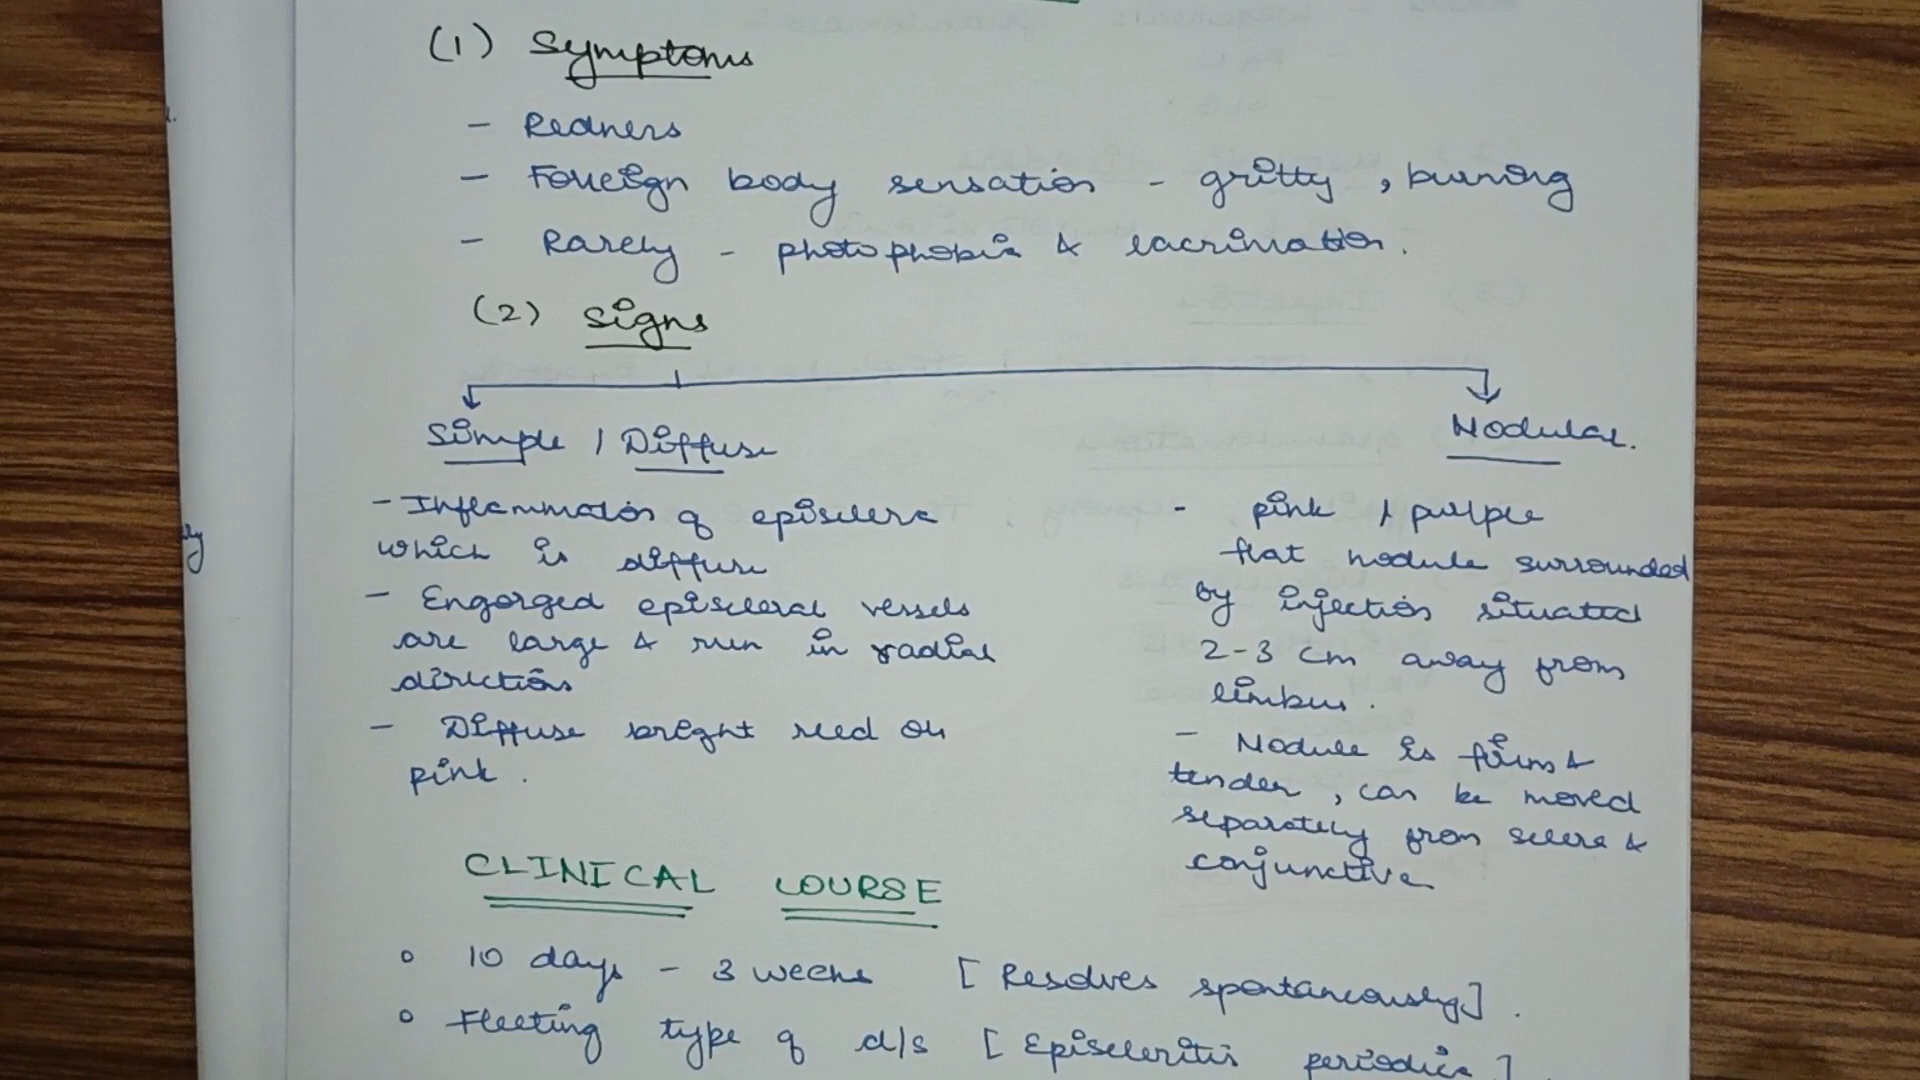 (1) Symptoms
- Redness
- Foreign body sensation - gritty, burning
- Rarely - photophobia & lacrimation.
(2) Signs
Simple / Diffuse
- Inflammation of episclera
which is diffuse
- Engorged episcleral vessels
are large & run in radial
direction
- Diffuse bright red or
pink.
Nodular.
- pink / purple
flat nodule surrounded
by injection situated
2-3 cm away from
limbus.
- Nodule is firm &
tender, can be moved
separately from sclera &
conjunctiva
CLINICAL COURSE
o 10 days - 3 weeks [Resolves spontaneously].
o Fleeting type of d/s [Episcleritis periodica]